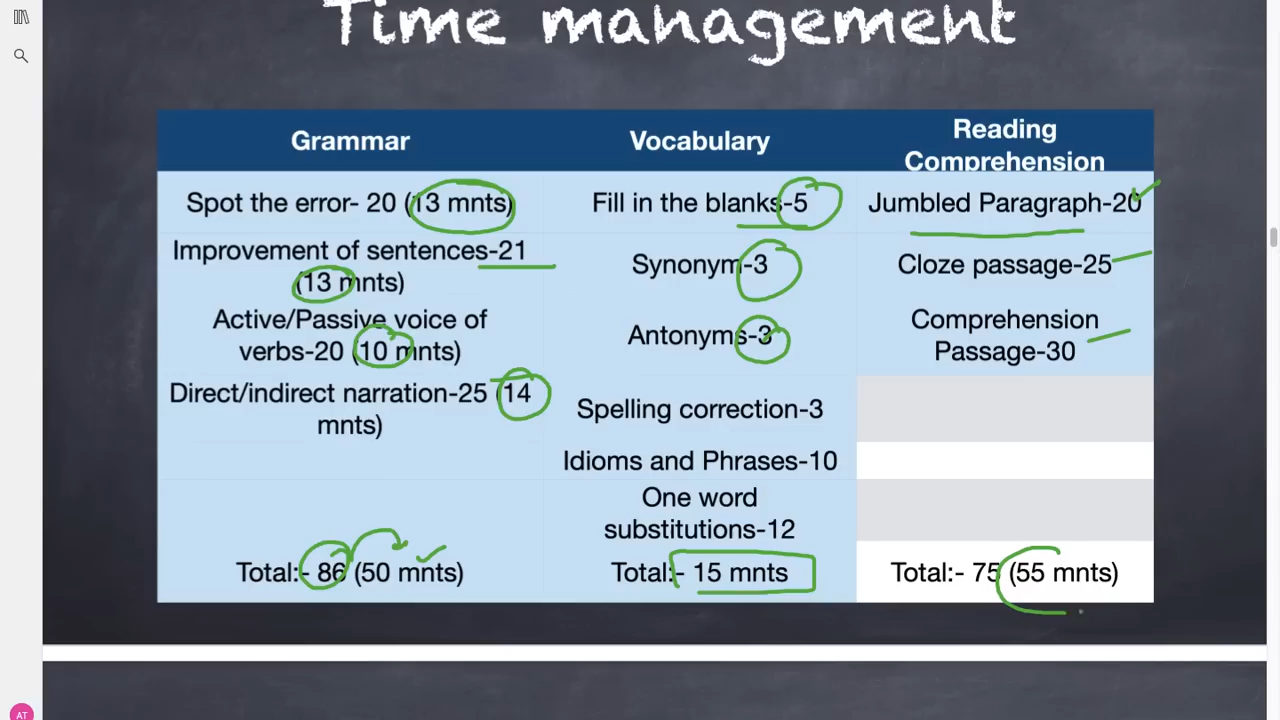 Time management
Grammar
Vocabulary
Reading
Comprehension
Spot the error- 20 (13 mnts)
Fill in the blanks-5
Jumbled Paragraph-20
Improvement of sentences-21
(13 mnts)
Synonym-3
Cloze passage-25
Active/Passive voice of
verbs-20 (10 mnts)
Antonyms-3
Comprehension
Passage-30
Direct/indirect narration-25 (14
mnts)
Spelling correction-3
Idioms and Phrases-10
One word
substitutions-12
Total:- 86 (50 mnts)
Total:- 15 mnts
Total:- 75 (55 mnts)
AT